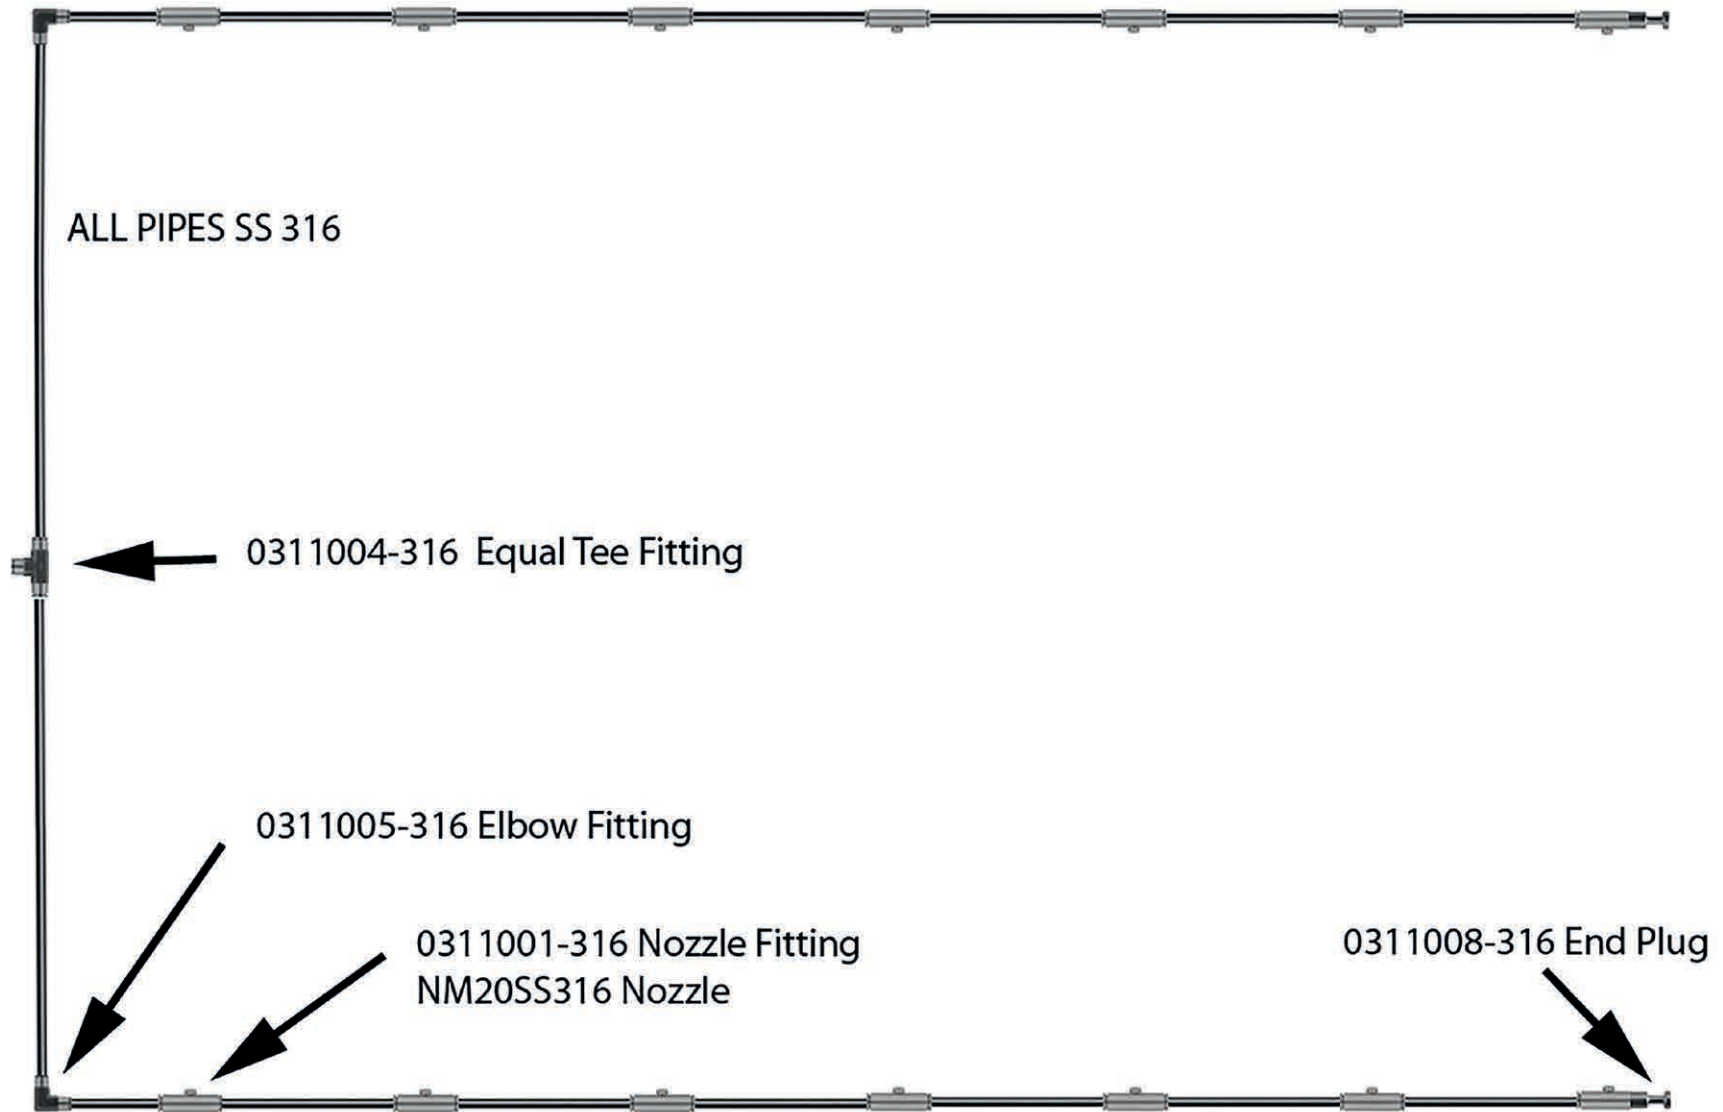 ALL PIPES SS 316
0311004-316 Equal Tee Fitting
0311005-316 Elbow Fitting
0311001-316 Nozzle Fitting
NM20SS316 Nozzle
0311008-316 End Plug